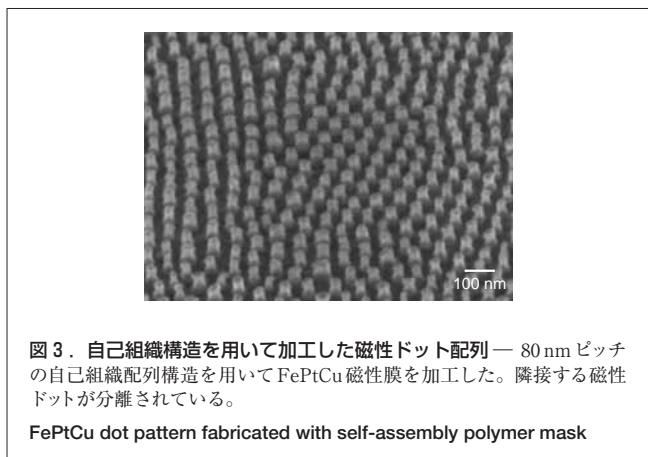 100 nm
図3．自己組織構造を用いて加工した磁性ドット配列 — 80 nm ピッチ
の自己組織配列構造を用いてFePtCu磁性膜を加工した。隣接する磁性
ドットが分離されている。
FePtCu dot pattern fabricated with self-assembly polymer mask